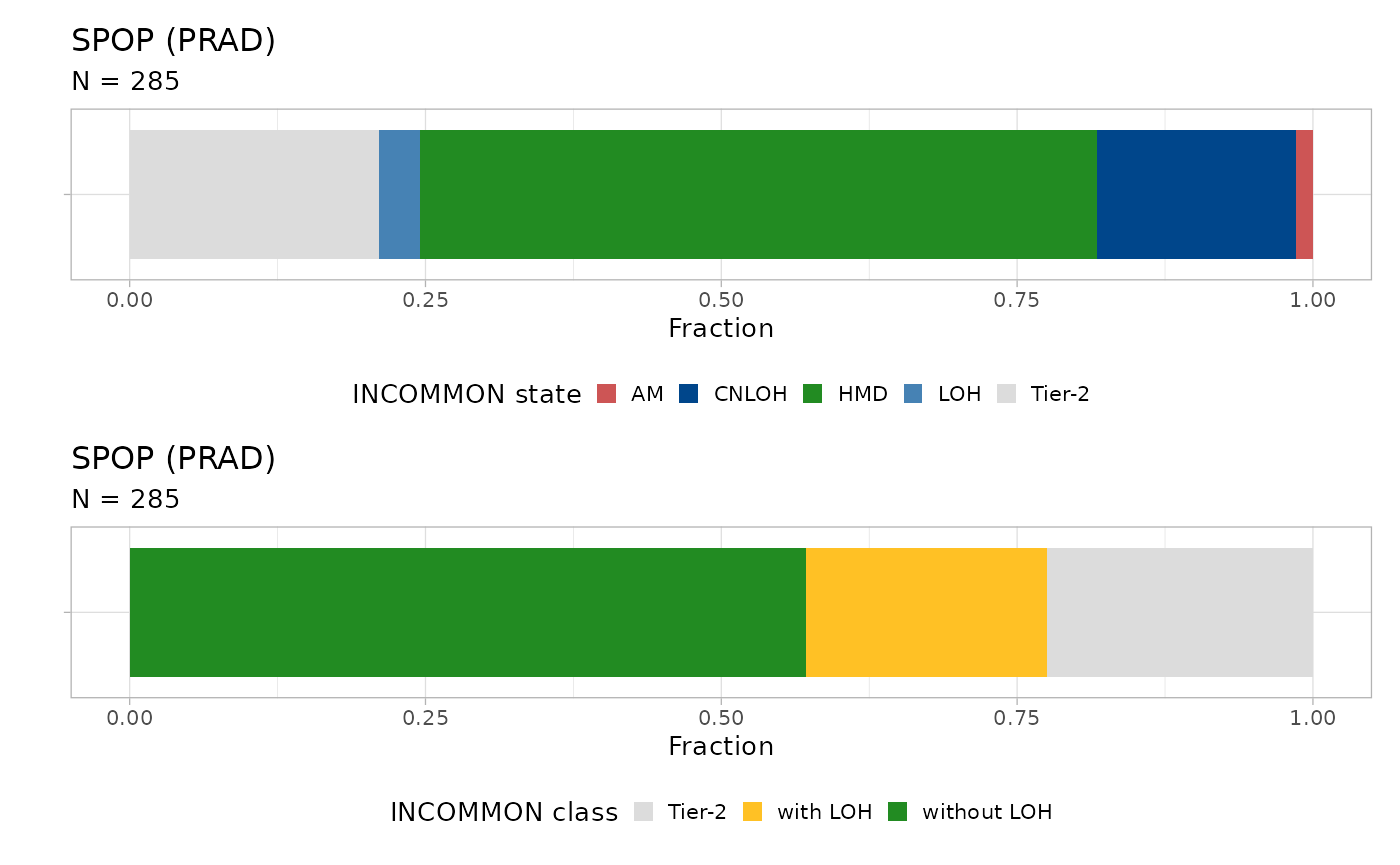 SPOP (PRAD)
N = 285
0.00 0.25 0.50 0.75 1.00
Fraction
INCOMMON state AM CNLOH HMD LOH Tier-2
SPOP (PRAD)
N = 285
0.00 0.25 0.50 0.75 1.00
Fraction
INCOMMON class Tier-2 with LOH without LOH